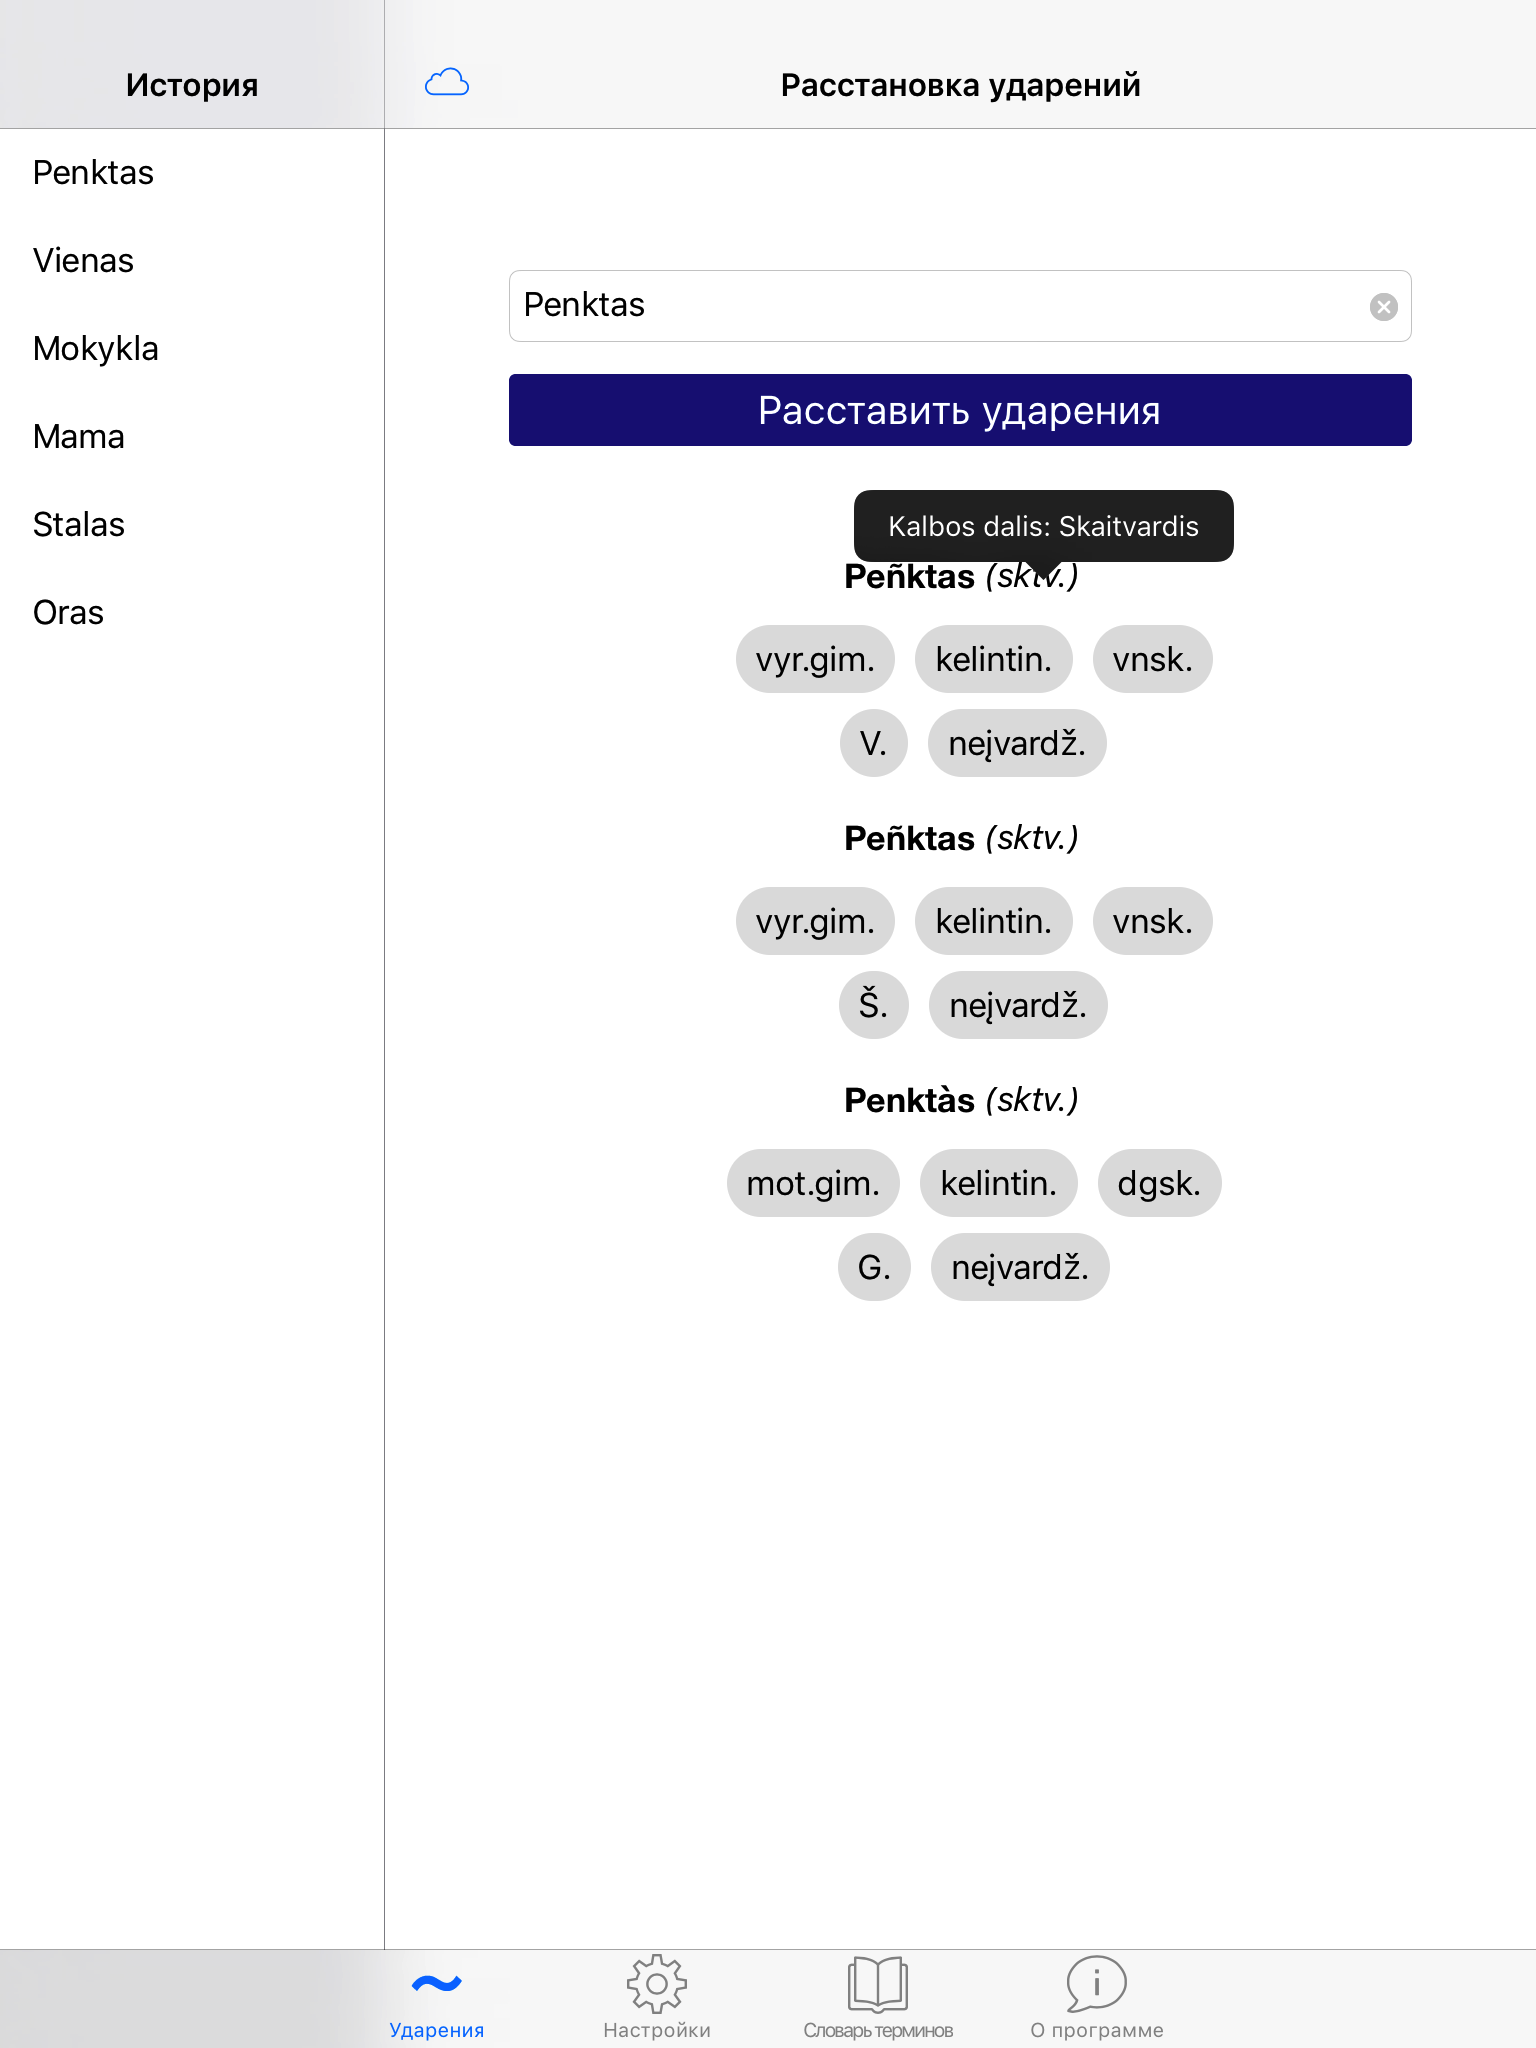 История
Расстановка ударений
Penktas
Vienas
Mokykla
Mama
Stalas
Oras
Penktas
Расставить ударения
Kalbos dalis: Skaitvardis
Peñktas (sktv.)
vyr.gim. kelintin. vnsk.
V. neįvardž.
Peñktas (sktv.)
vyr.gim. kelintin. vnsk.
Š. neįvardž.
Penktàs (sktv.)
mot.gim. kelintin. dgsk.
G. neįvardž.
Ударения
Настройки
Словарь терминов
О программе